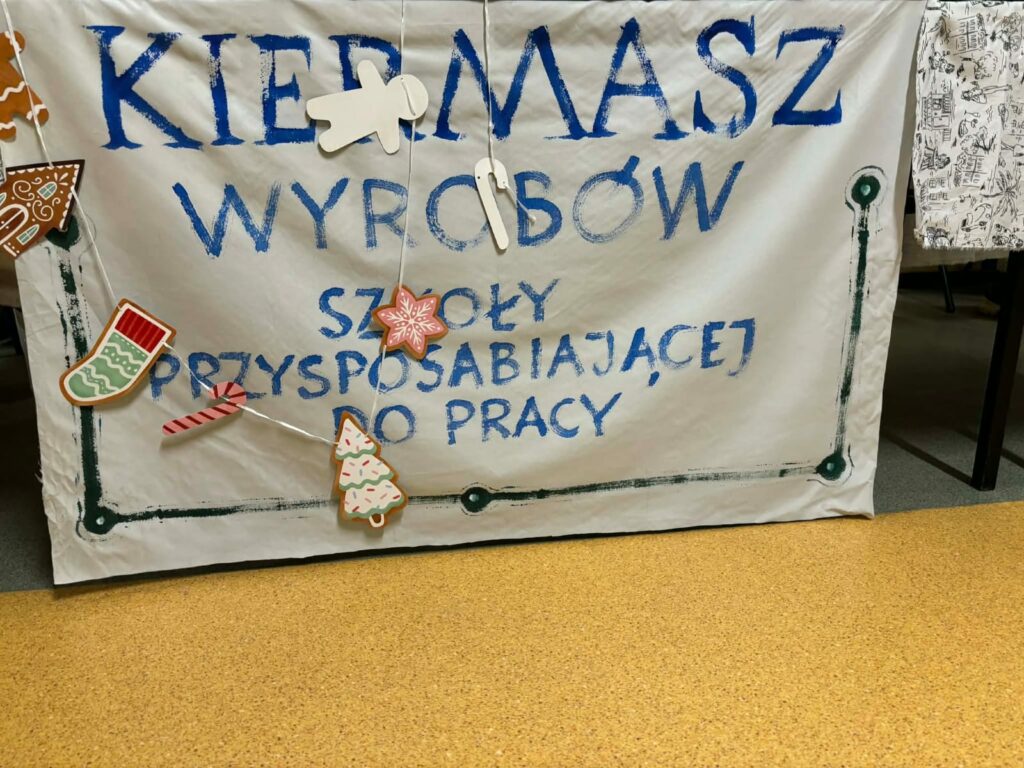 KIERMASZ
WYROBÓW
SZKOŁY
PRZYSPOSABIAJĄCEJ
DO PRACY